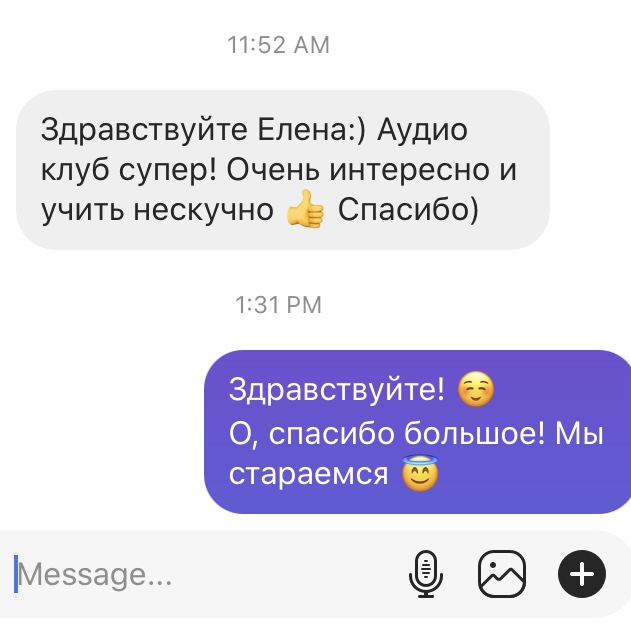 11:52 AM
Здравствуйте Елена:) Аудио
клуб супер! Очень интересно и
учить нескучно 👍 Спасибо)
1:31 PM
Здравствуйте! ☺️
О, спасибо большое! Мы
стараемся 😇
Message...